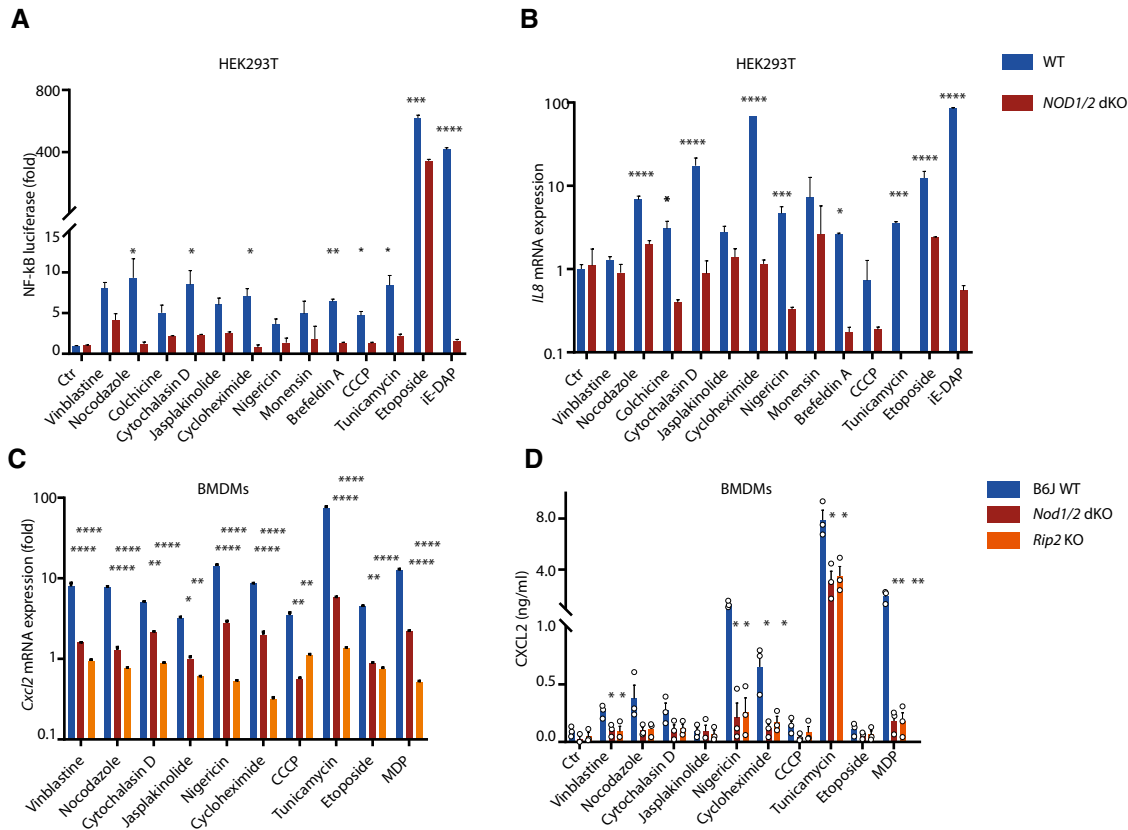 A
HEK293T
NF-kB luciferase (fold)
800
400
15
10
5
0
*
*
*
**
*
*
***
****
Ctr
Vinblastine
Nocodazole
Colchicine
Cytochalasin D
Jasplakinolide
Cycloheximide
Nigericin
Monensin
Brefeldin A
CCCP
Tunicamycin
Etoposide
iE-DAP
B
HEK293T
IL8 mRNA expression
100
10
1
0.1
****
*
****
****
***
*
***
****
****
Ctr
Vinblastine
Nocodazole
Colchicine
Cytochalasin D
Jasplakinolide
Cycloheximide
Nigericin
Monensin
Brefeldin A
CCCP
Tunicamycin
Etoposide
iE-DAP
WT
NOD1/2 dKO
C
BMDMs
Cxcl2 mRNA expression (fold)
100
10
1
0.1
****
****
****
****
****
**
**
*
****
****
****
****
**
**
****
****
****
**
****
****
Vinblastine
Nocodazole
Cytochalasin D
Jasplakinolide
Nigericin
Cycloheximide
CCCP
Tunicamycin
Etoposide
MDP
D
BMDMs
CXCL2 (ng/ml)
8.0
4.0
1.0
0.5
0.0
* *
* *
* *
* *
** **
Ctr
Vinblastine
Nocodazole
Cytochalasin D
Jasplakinolide
Nigericin
Cycloheximide
CCCP
Tunicamycin
Etoposide
MDP
B6J WT
Nod1/2 dKO
Rip2 KO